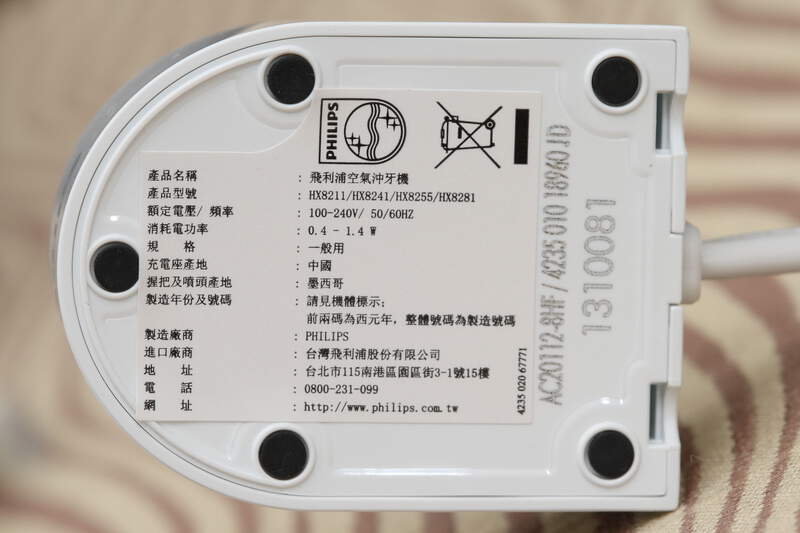 PHILIPS
產品名稱 : 飛利浦空氣沖牙機
產品型號 : HX8211/HX8241/HX8255/HX8281
額定電壓/ 頻率 : 100-240V/ 50/60HZ
消耗電功率 : 0.4 - 1.4 W
規 格 : 一般用
充電座產地 : 中國
握把及噴頭產地 : 墨西哥
製造年份及號碼 : 請見機體標示;
前兩碼為西元年, 整體號碼為製造號碼
製造廠商 : PHILIPS
進口廠商 : 台灣飛利浦股份有限公司
地 址 : 台北市115南港區園區街3-1號15樓
電 話 : 0800-231-099
網 址 : http://www.philips.com.tw
4235 020 67771
AC20112-8HF / 4235 010 18960 JD
1310081